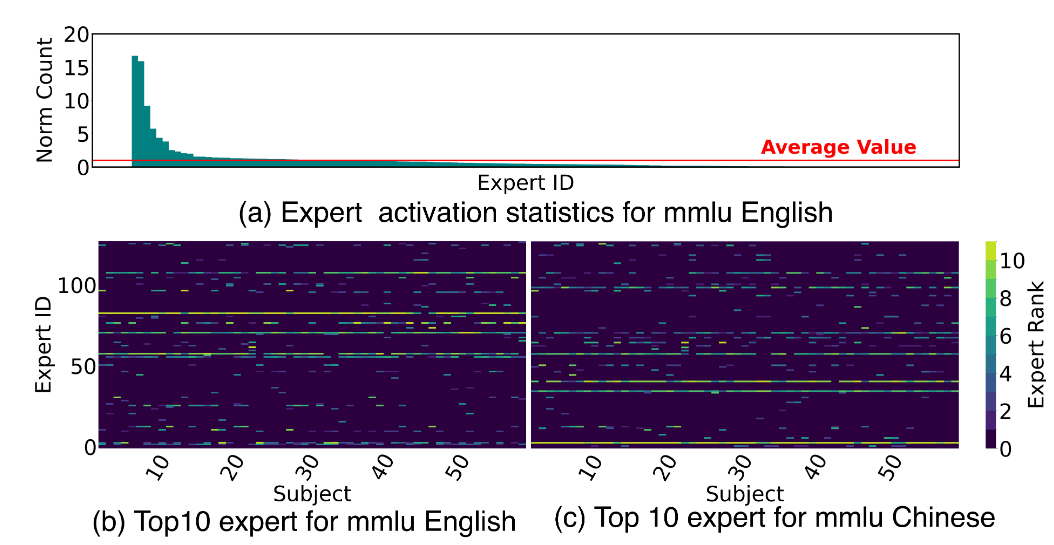 20
15
10
5
0
Norm Count
Average Value
Expert ID
(a) Expert activation statistics for mmlu English
100
50
0
Expert ID
10 20 30 40 50
Subject
10 20 30 40 50
Subject
10
8
6
4
2
0
Expert Rank
(b) Top10 expert for mmlu English
(c) Top 10 expert for mmlu Chinese